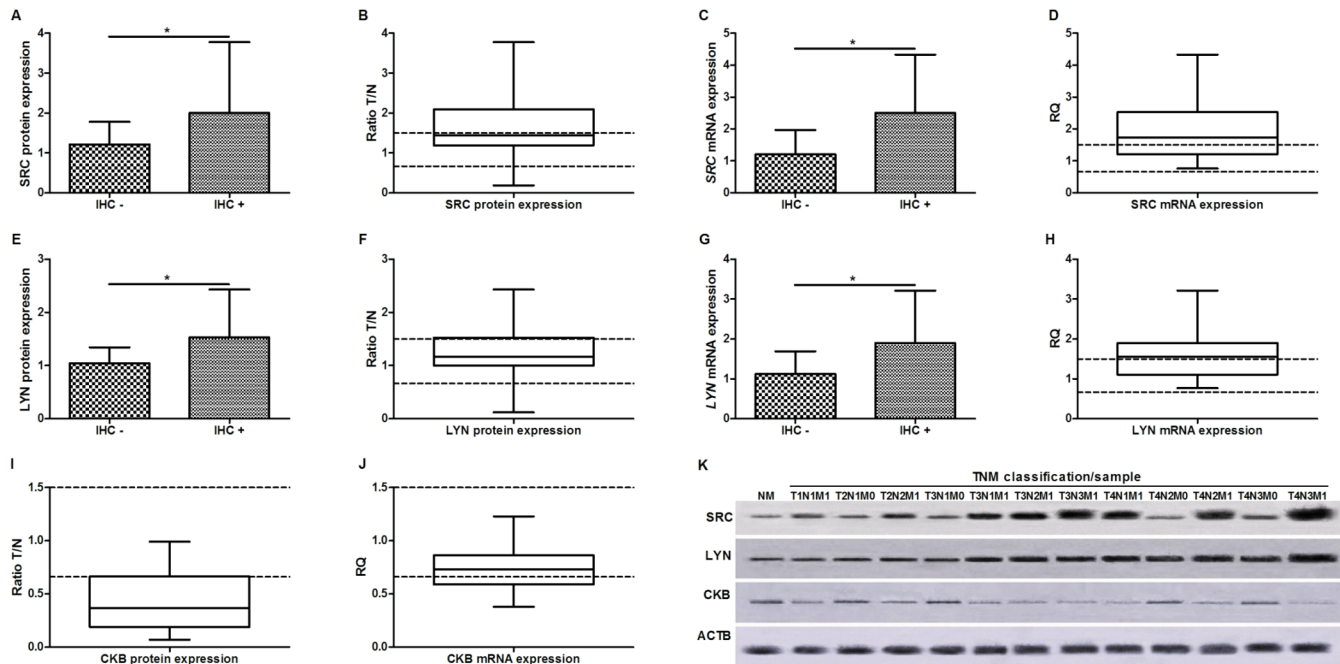 A
SRC protein expression
4
3
2
1
0
*
IHC -
IHC +
B
Ratio T/N
4
3
2
1
0
SRC protein expression
C
SRC mRNA expression
5
4
3
2
1
0
*
IHC -
IHC +
D
RQ
5
4
3
2
1
0
SRC mRNA expression
E
LYN protein expression
3
2
1
0
*
IHC -
IHC +
F
Ratio T/N
3
2
1
0
LYN protein expression
G
LYN mRNA expression
4
3
2
1
0
*
IHC -
IHC +
H
RQ
4
3
2
1
0
LYN mRNA expression
I
Ratio T/N
1.5
1.0
0.5
0.0
CKB protein expression
J
RQ
1.5
1.0
0.5
0.0
CKB mRNA expression
K
TNM classification/sample
NM T1N1M1 T2N1M0 T2N2M1 T3N1M0 T3N1M1 T3N2M1 T3N3M1 T4N1M1 T4N2M0 T4N2M1 T4N3M0 T4N3M1
SRC
LYN
CKB
ACTB